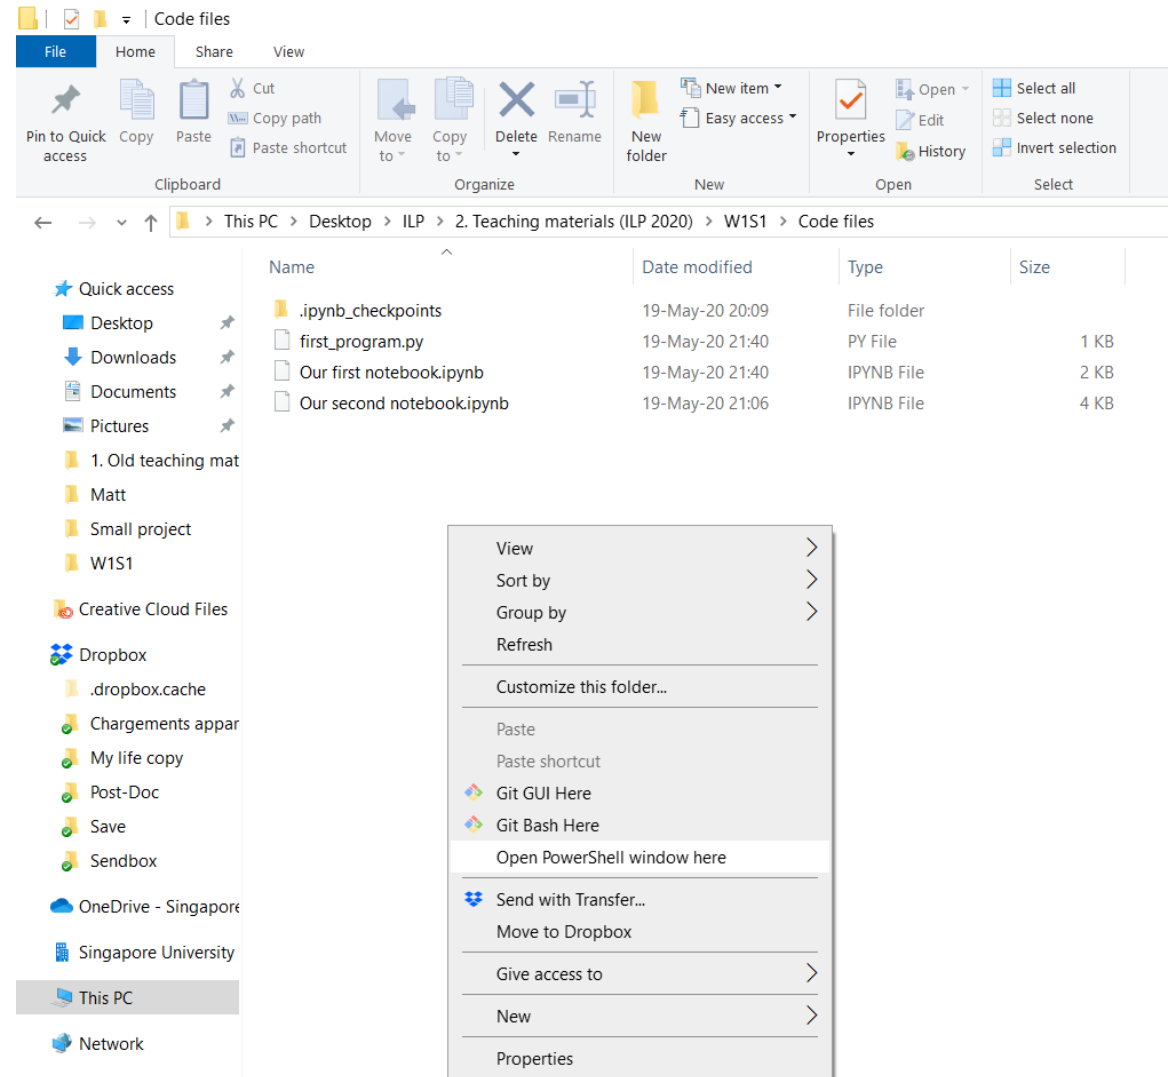 Code files
File Home Share View
Pin to Quick access
Copy
Paste
Cut
Copy path
Paste shortcut
Clipboard
Move to
Copy to
Delete
Rename
Organize
New folder
New item
Easy access
New
Properties
Open
Edit
History
Open
Select all
Select none
Invert selection
Select
This PC > Desktop > ILP > 2. Teaching materials (ILP 2020) > W1S1 > Code files
Name Date modified Type Size
.ipynb_checkpoints 19-May-20 20:09 File folder
first_program.py 19-May-20 21:40 PY File 1 KB
Our first notebook.ipynb 19-May-20 21:40 IPYNB File 2 KB
Our second notebook.ipynb 19-May-20 21:06 IPYNB File 4 KB
Quick access
Desktop
Downloads
Documents
Pictures
1. Old teaching mat
Matt
Small project
W1S1
Creative Cloud Files
Dropbox
.dropbox.cache
Chargements appar
My life copy
Post-Doc
Save
Sendbox
OneDrive - Singapore
Singapore University
This PC
Network
View
Sort by
Group by
Refresh
Customize this folder...
Paste
Paste shortcut
Git GUI Here
Git Bash Here
Open PowerShell window here
Send with Transfer...
Move to Dropbox
Give access to
New
Properties